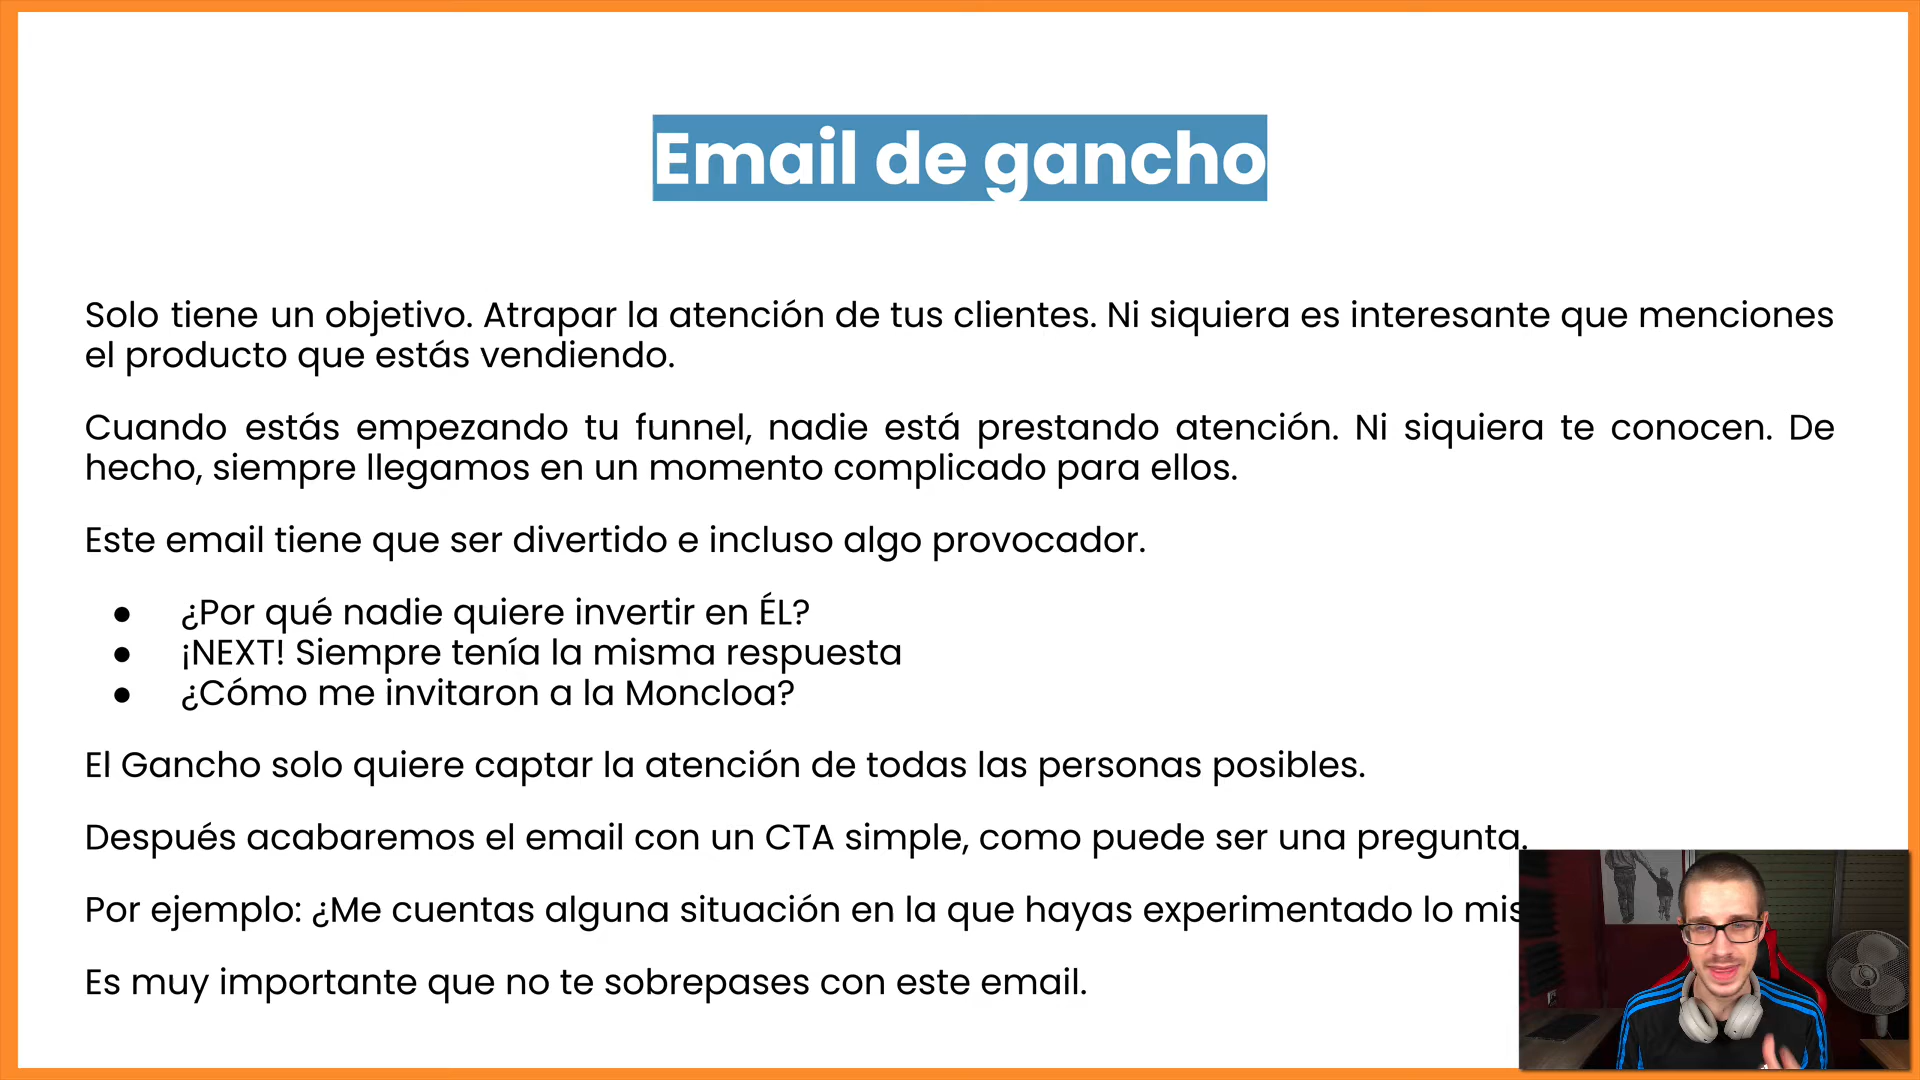 Email de gancho
Solo tiene un objetivo. Atrapar la atención de tus clientes. Ni siquiera es interesante que menciones
el producto que estás vendiendo.
Cuando estás empezando tu funnel, nadie está prestando atención. Ni siquiera te conocen. De
hecho, siempre llegamos en un momento complicado para ellos.
Este email tiene que ser divertido e incluso algo provocador.
● ¿Por qué nadie quiere invertir en ÉL?
● ¡NEXT! Siempre tenía la misma respuesta
● ¿Cómo me invitaron a la Moncloa?
El Gancho solo quiere captar la atención de todas las personas posibles.
Después acabaremos el email con un CTA simple, como puede ser una pregunta.
Por ejemplo: ¿Me cuentas alguna situación en la que hayas experimentado lo mis
Es muy importante que no te sobrepases con este email.